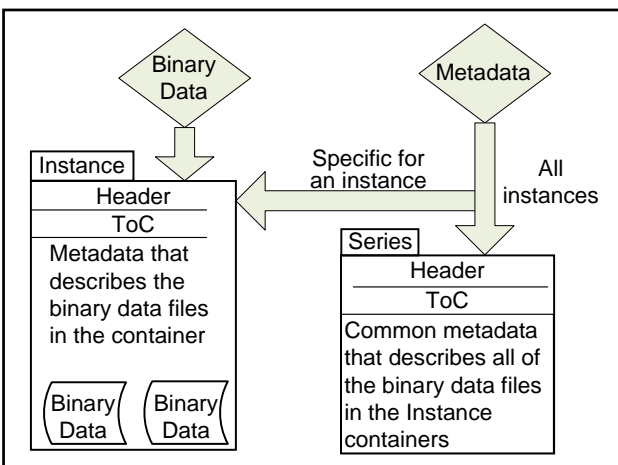 Binary
Data
Metadata
Instance
Specific for
an instance
All
instances
Header
ToC
Metadata that
describes the
binary data files
in the container
Binary
Data
Binary
Data
Series
Header
ToC
Common metadata
that describes all of
the binary data files
in the Instance
containers